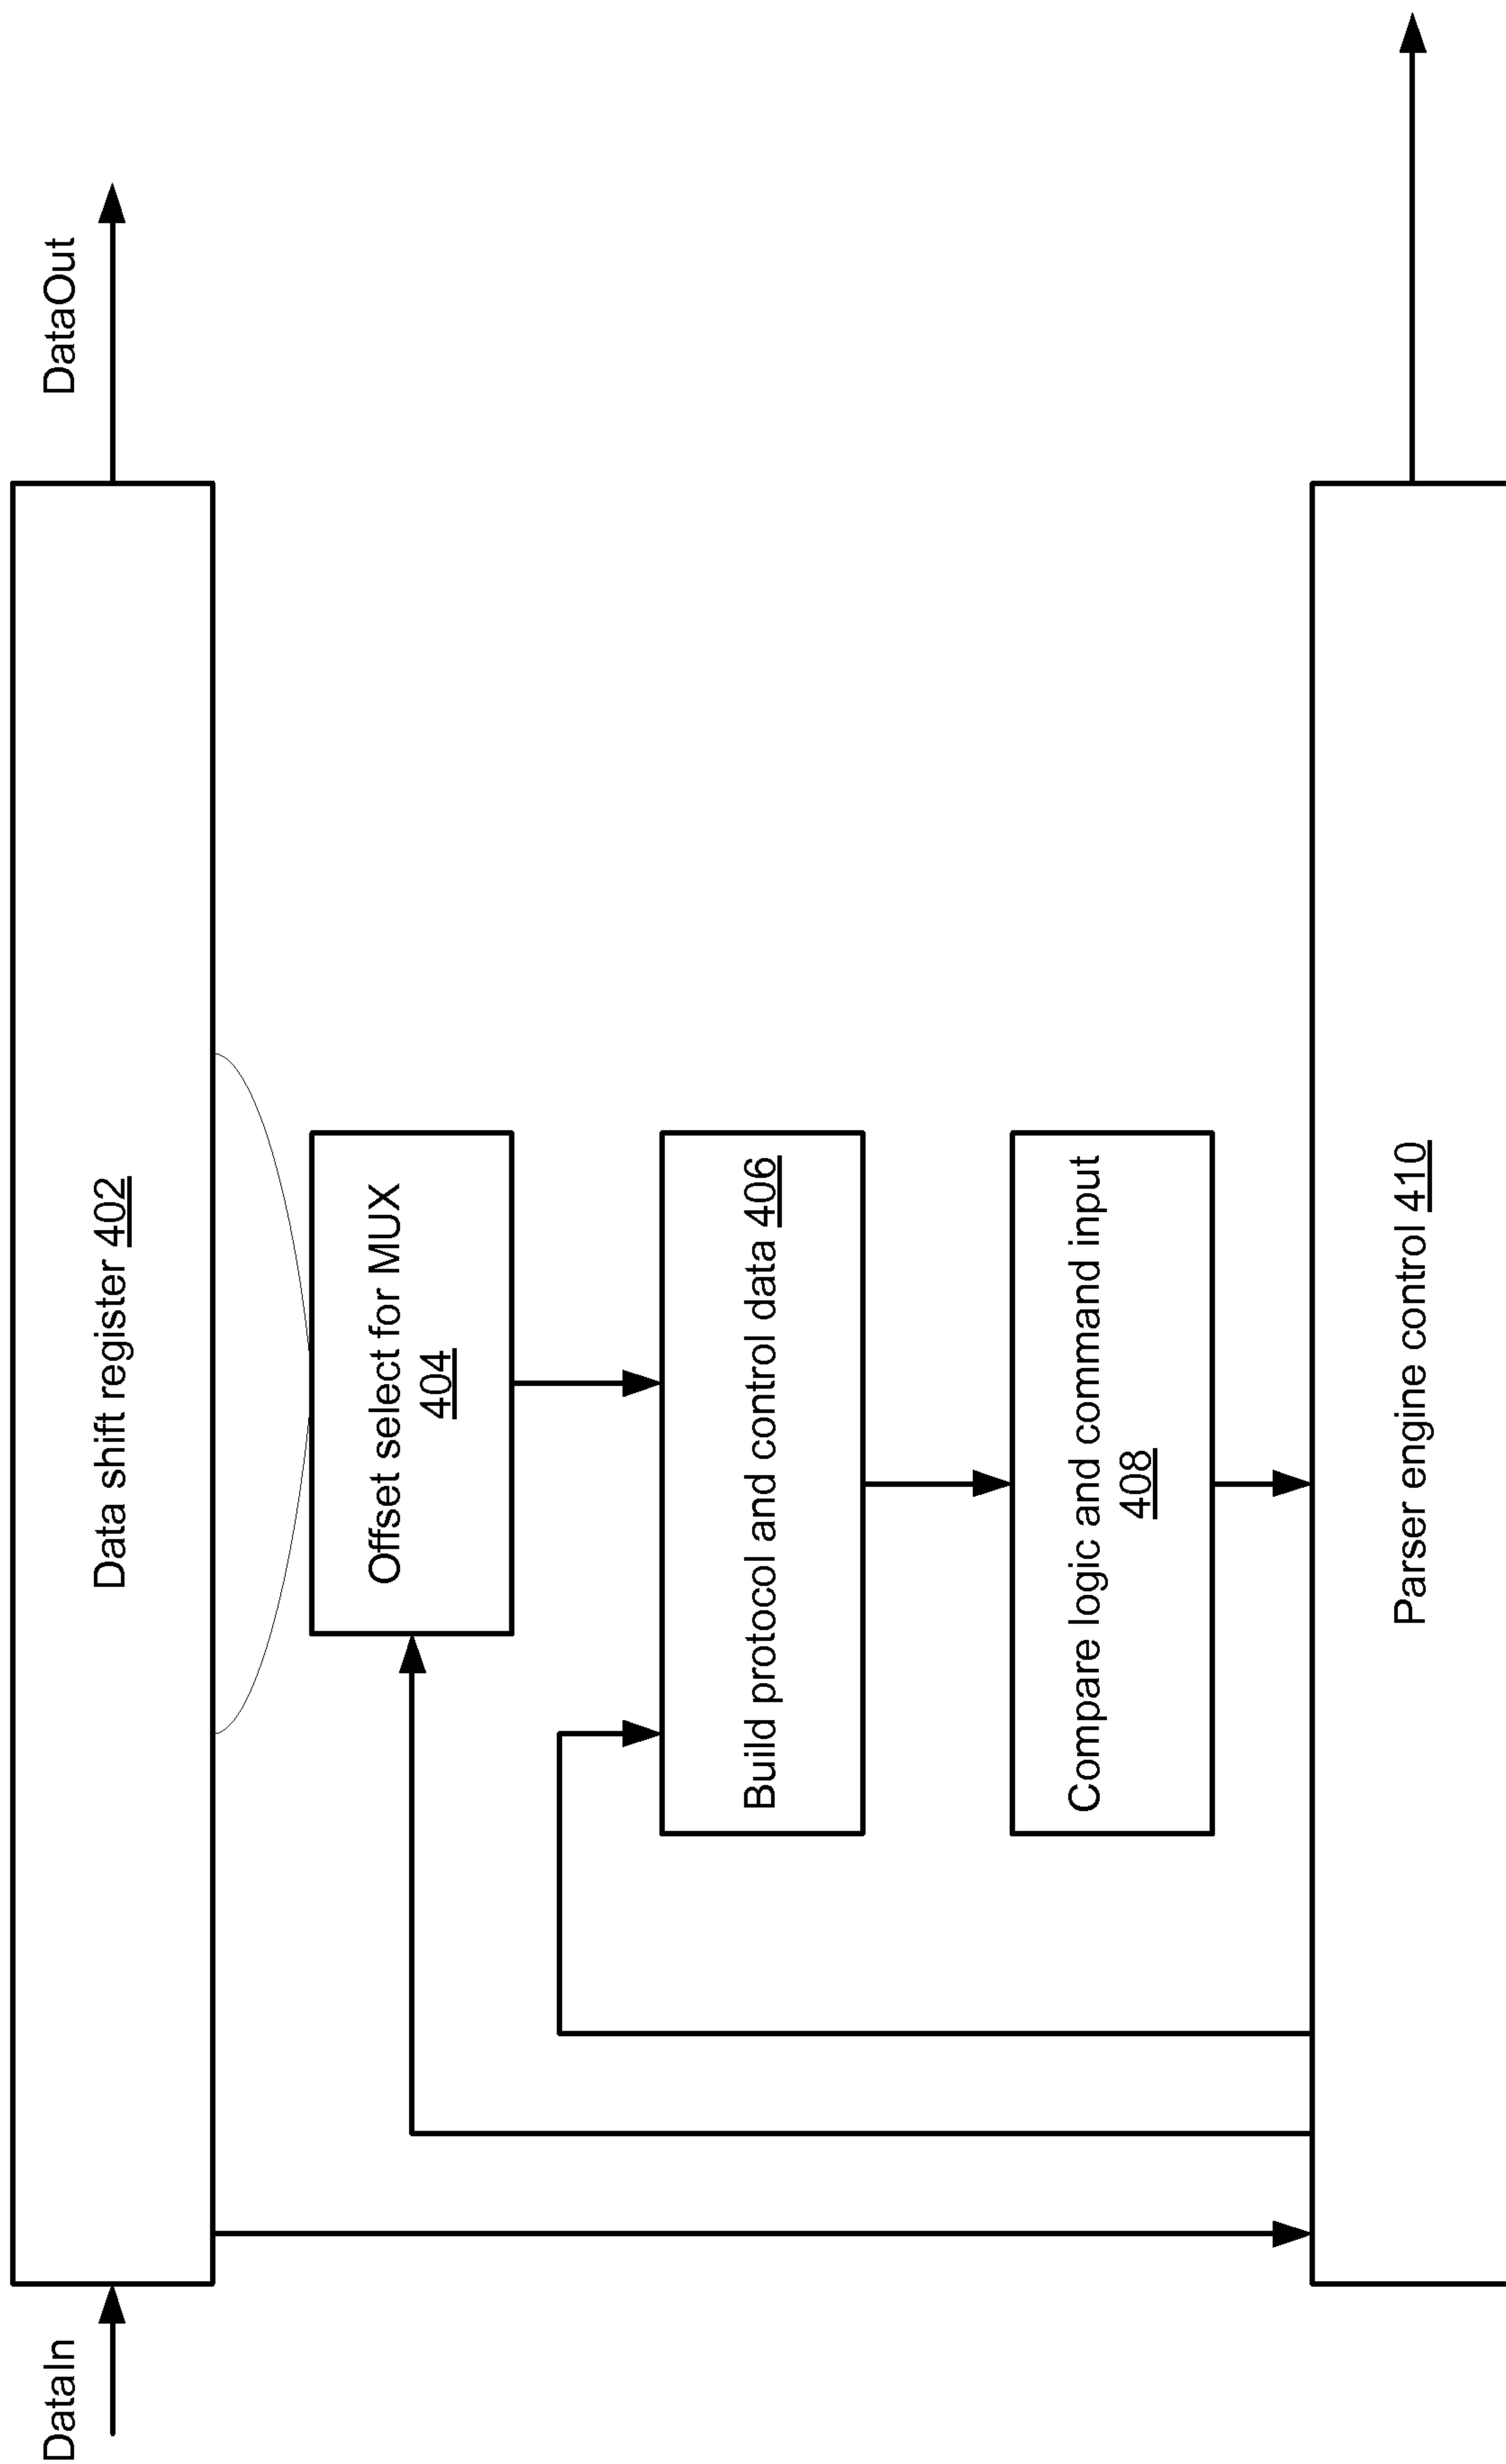 DataIn
DataOut
Data shift register 402
Offset select for MUX
404
Build protocol and control data 406
Compare logic and command input
408
Parser engine control 410